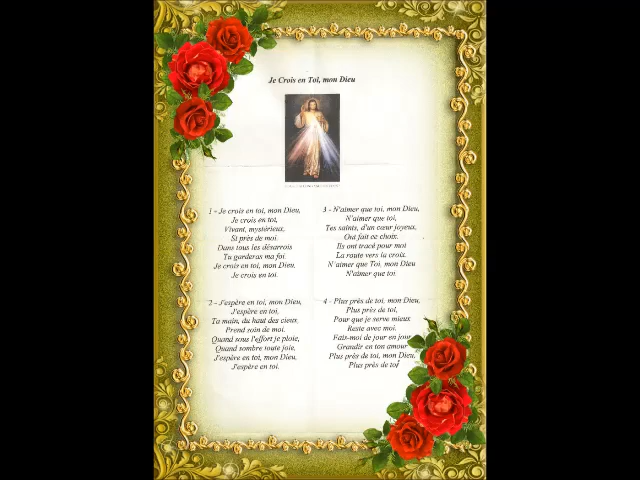 Je Crois en Toi, mon Dieu
1 - Je crois en toi, mon Dieu,
Je crois en toi,
Vivant, mystérieux,
Si près de moi.
Dans tous les désarrois
Tu garderas ma foi.
Je crois en toi, mon Dieu,
Je crois en toi.
2 - J'espère en toi, mon Dieu,
J'espère en toi,
Ta main, du haut des cieux,
Prend soin de moi.
Quand sous l'effort je ploie,
Quand sombre toute joie,
J'espère en toi, mon Dieu,
J'espère en toi.
3 - N'aimer que toi, mon Dieu,
N'aimer que toi,
Tes saints, d'un cœur joyeux,
Ont fait ce choix.
Ils ont tracé pour moi
La route vers la croix.
N'aimer que Toi, mon Dieu
N'aimer que toi.
4 - Plus près de toi, mon Dieu,
Plus près de toi,
Pour que je serve mieux
Reste avec moi.
Fais-moi de jour en jour
Grandir en ton amour
Plus près de toi, mon Dieu,
Plus près de toi